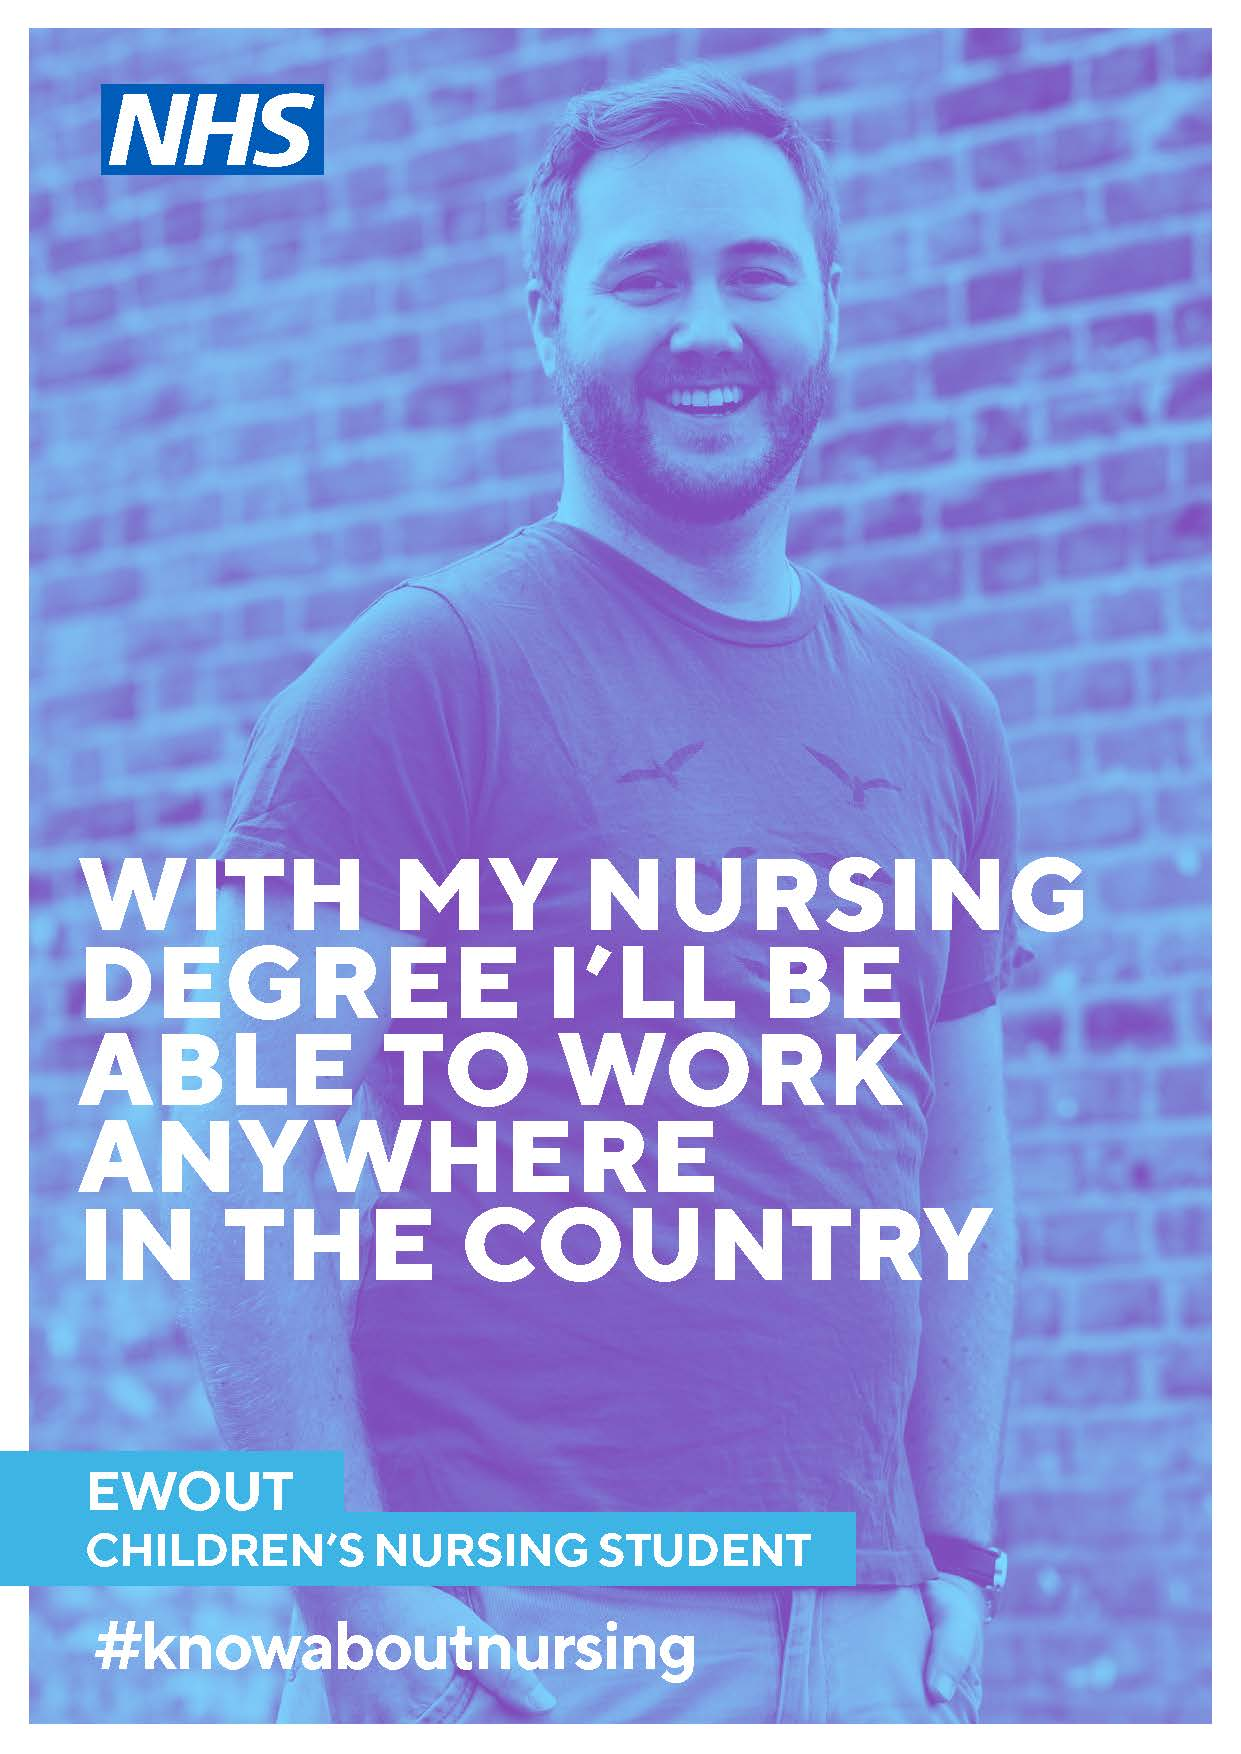 NHS
WITH MY NURSING
DEGREE I’LL BE
ABLE TO WORK
ANYWHERE
IN THE COUNTRY
EWOUT
CHILDREN’S NURSING STUDENT
#knowaboutnursing